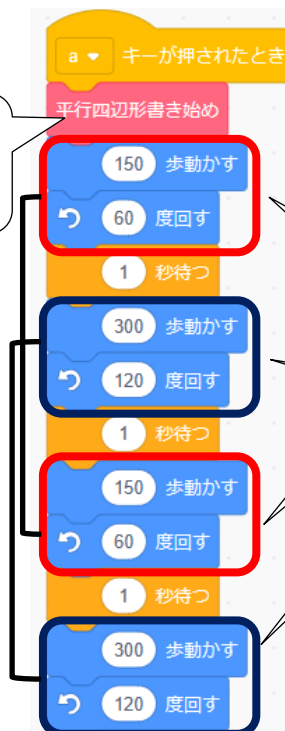 a キーが押されたとき
平行四辺形書き始め
150 歩動かす
60 度回す
1 秒待つ
300 歩動かす
120 度回す
1 秒待つ
150 歩動かす
60 度回す
1 秒待つ
300 歩動かす
120 度回す